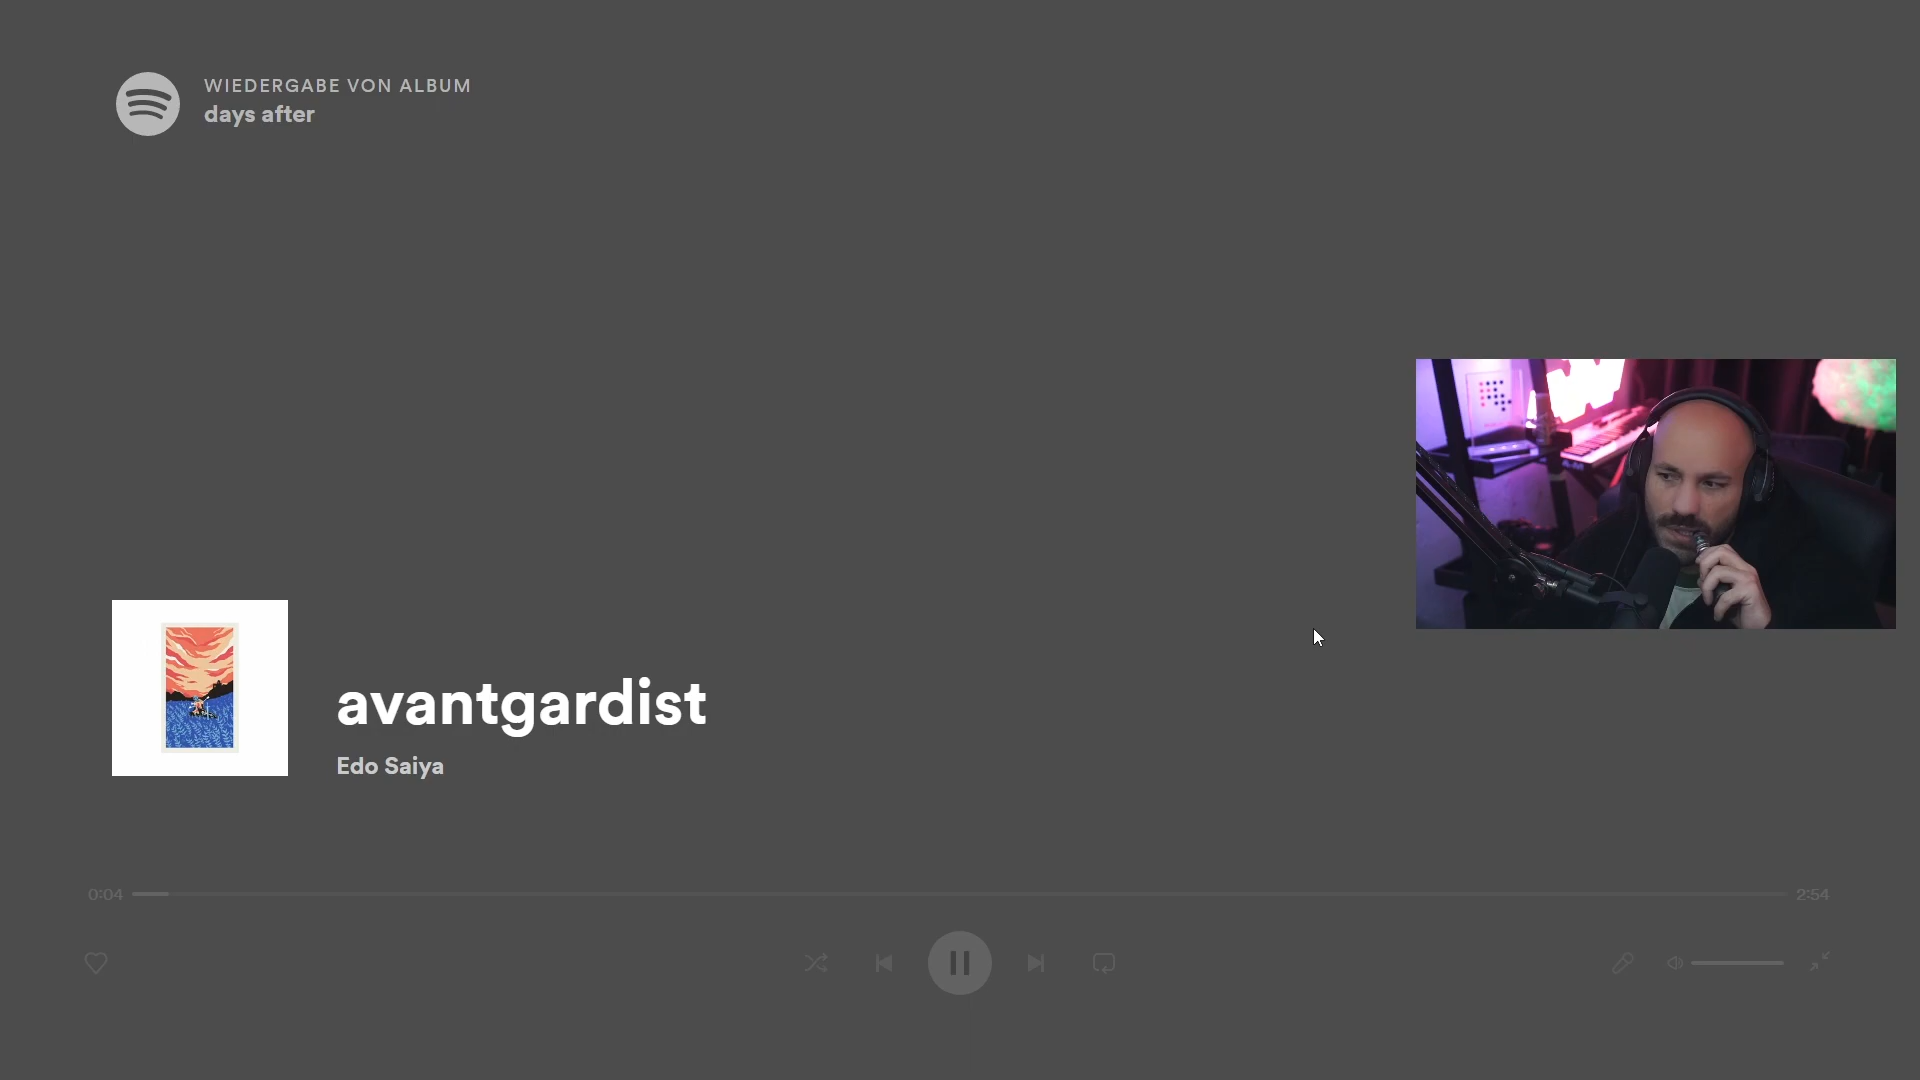 WIEDERGABE VON ALBUM
days after
avantgardist
Edo Saiya
0:04
2:54